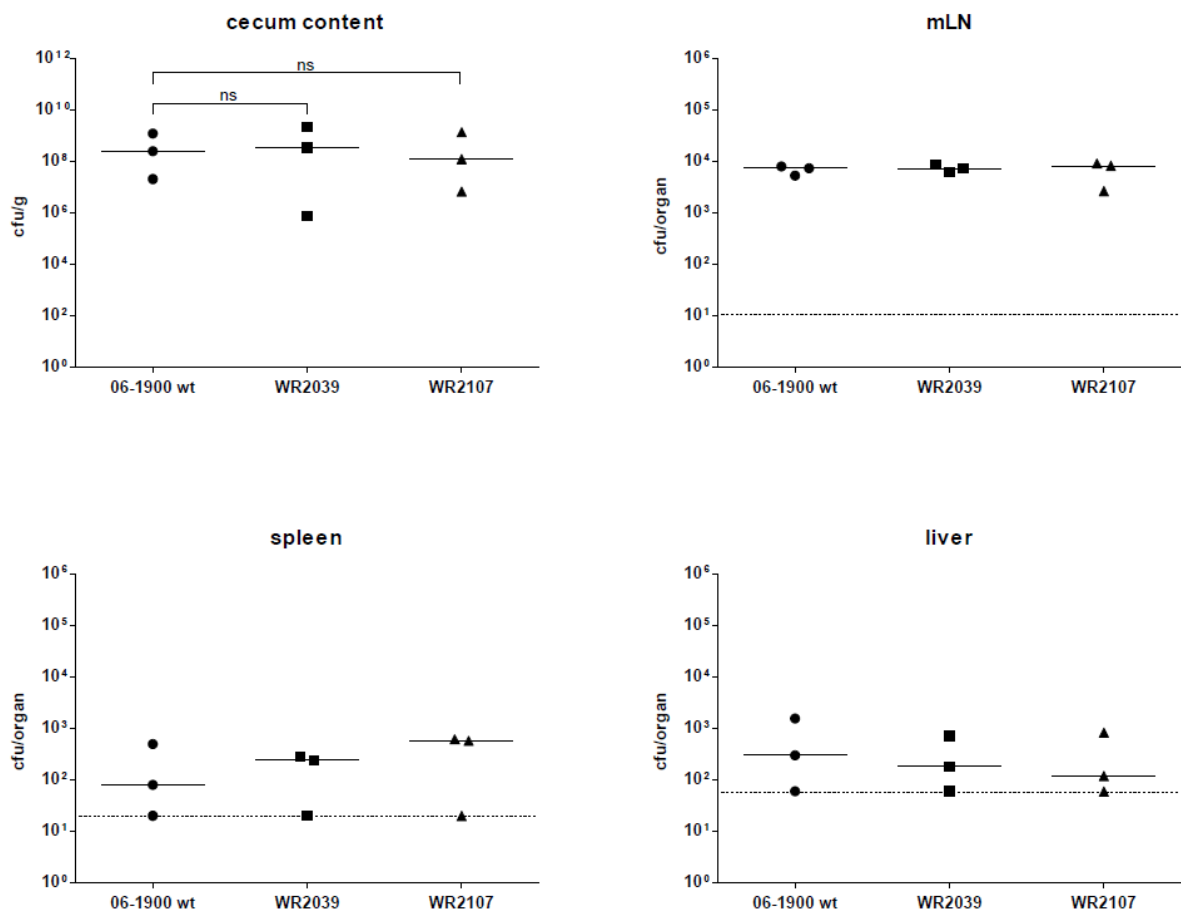 cecum content
10¹²
10¹⁰
10⁸
10⁶
10⁴
10²
10⁰
cfu/g
ns
ns
06-1900 wt WR2039 WR2107
mLN
10⁶
10⁵
10⁴
10³
10²
10¹
10⁰
cfu/organ
06-1900 wt WR2039 WR2107
spleen
10⁶
10⁵
10⁴
10³
10²
10¹
10⁰
cfu/organ
06-1900 wt WR2039 WR2107
liver
10⁶
10⁵
10⁴
10³
10²
10¹
10⁰
cfu/organ
06-1900 wt WR2039 WR2107